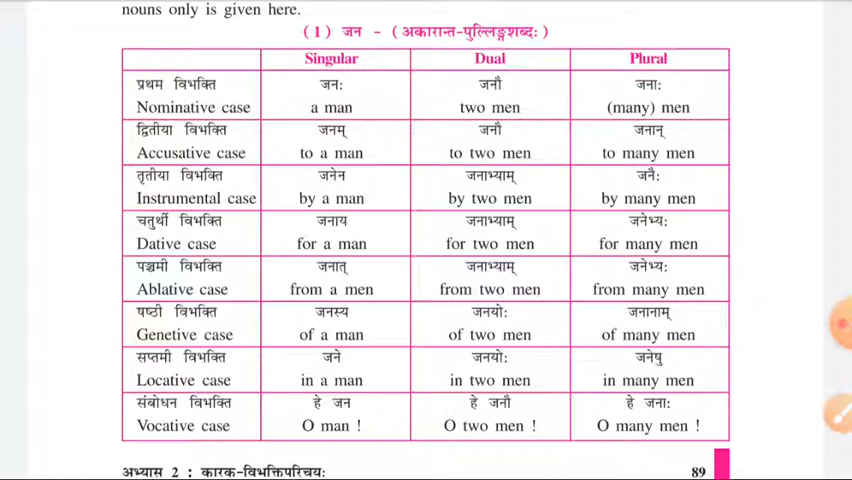 nouns only is given here.
(1) जन - (अकारान्त-पुल्लिङ्गशब्दः)
Singular Dual Plural
प्रथम विभक्ति जनः जनौ जनाः
Nominative case a man two men (many) men
द्वितीया विभक्ति जनम् जनौ जनान्
Accusative case to a man to two men to many men
तृतीया विभक्ति जनेन जनाभ्याम् जनैः
Instrumental case by a man by two men by many men
चतुर्थी विभक्ति जनाय जनाभ्याम् जनेभ्यः
Dative case for a man for two men for many men
पञ्चमी विभक्ति जनात् जनाभ्याम् जनेभ्यः
Ablative case from a men from two men from many men
षष्ठी विभक्ति जनस्य जनयोः जनानाम्
Genetive case of a man of two men of many men
सप्तमी विभक्ति जने जनयोः जनेषु
Locative case in a man in two men in many men
संबोधन विभक्ति हे जन हे जनौ हे जनाः
Vocative case O man ! O two men ! O many men !
अभ्यास 2 : कारक-विभक्तिपरिचयः 89